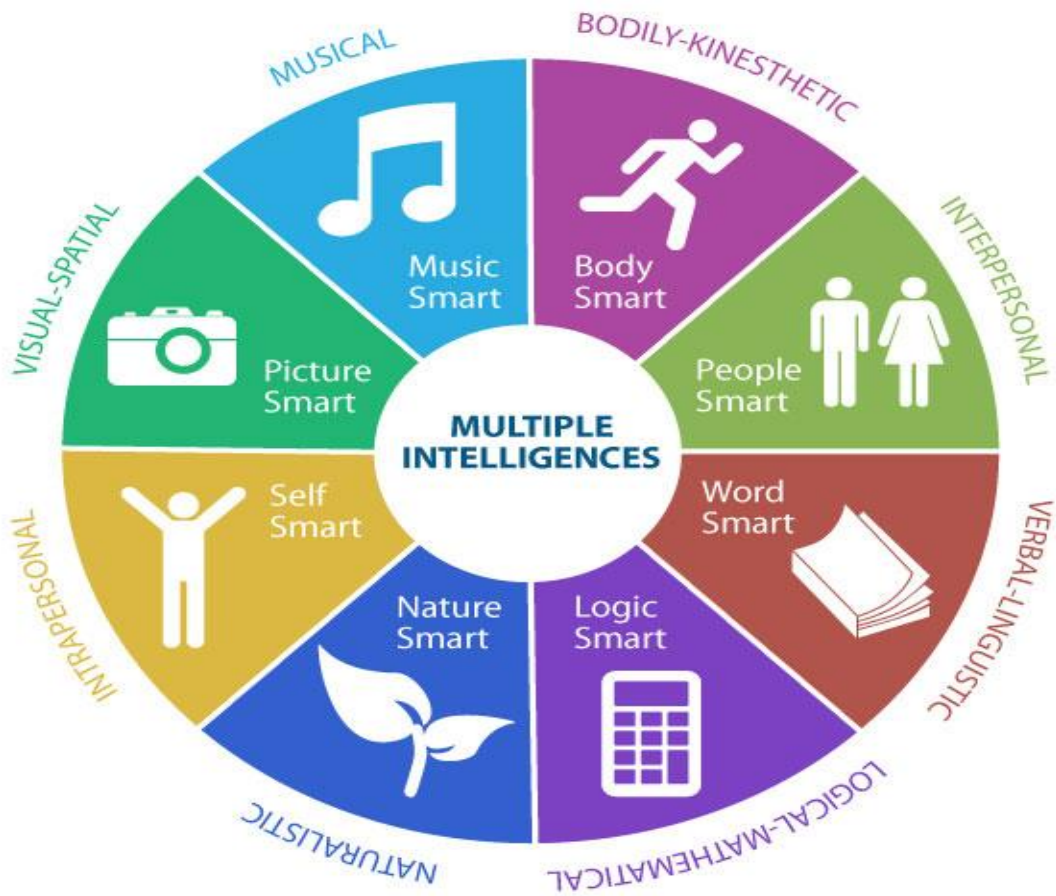 MUSICAL
BODILY-KINESTHETIC
INTERPERSONAL
VERBAL-LINGUISTIC
LOGICAL-MATHEMATICAL
NATURALISTIC
INTRAPERSONAL
VISUAL-SPATIAL
Music
Smart
Body
Smart
People
Smart
Word
Smart
Logic
Smart
Nature
Smart
Self
Smart
Picture
Smart
MULTIPLE
INTELLIGENCES